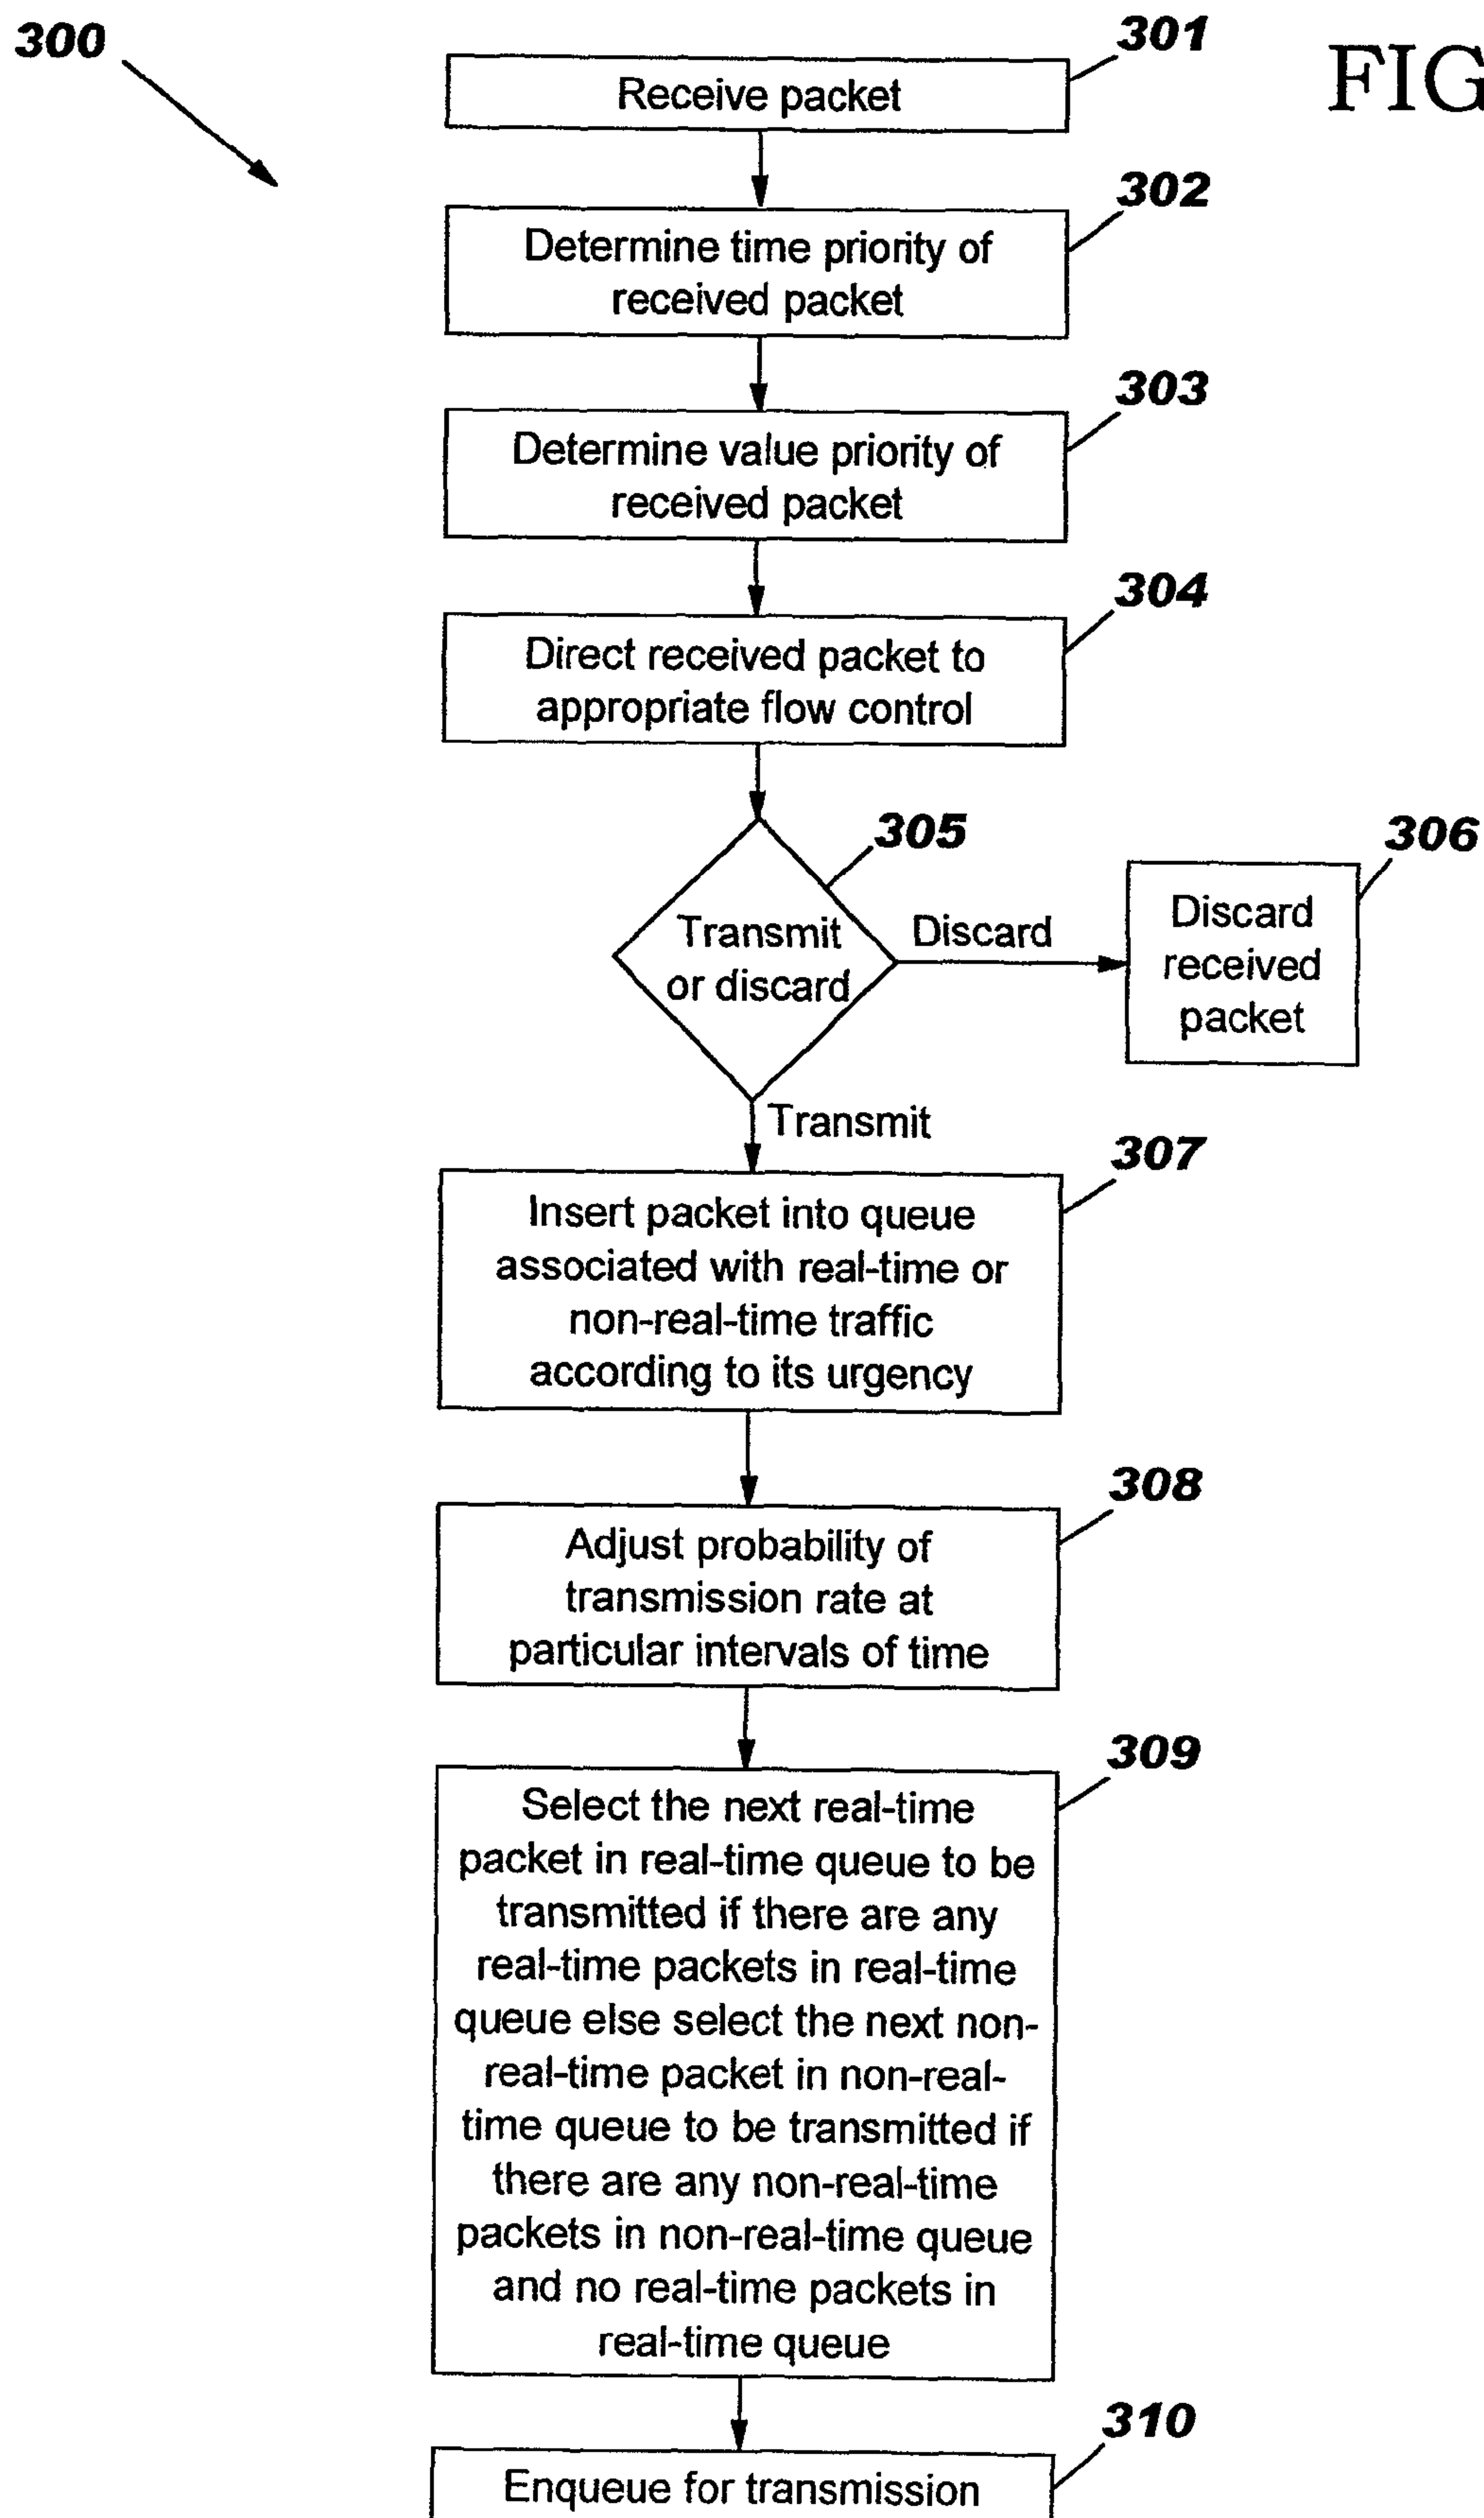 300
301
FIG
Receive packet
302
Determine time priority of
received packet
303
Determine value priority of
received packet
304
Direct received packet to
appropriate flow control
305
306
Transmit
or discard
Discard
Discard
received
packet
Transmit
307
Insert packet into queue
associated with real-time or
non-real-time traffic
according to its urgency
308
Adjust probability of
transmission rate at
particular intervals of time
309
Select the next real-time
packet in real-time queue to be
transmitted if there are any
real-time packets in real-time
queue else select the next non-
real-time packet in non-real-
time queue to be transmitted if
there are any non-real-time
packets in non-real-time queue
and no real-time packets in
real-time queue
310
Enqueue for transmission